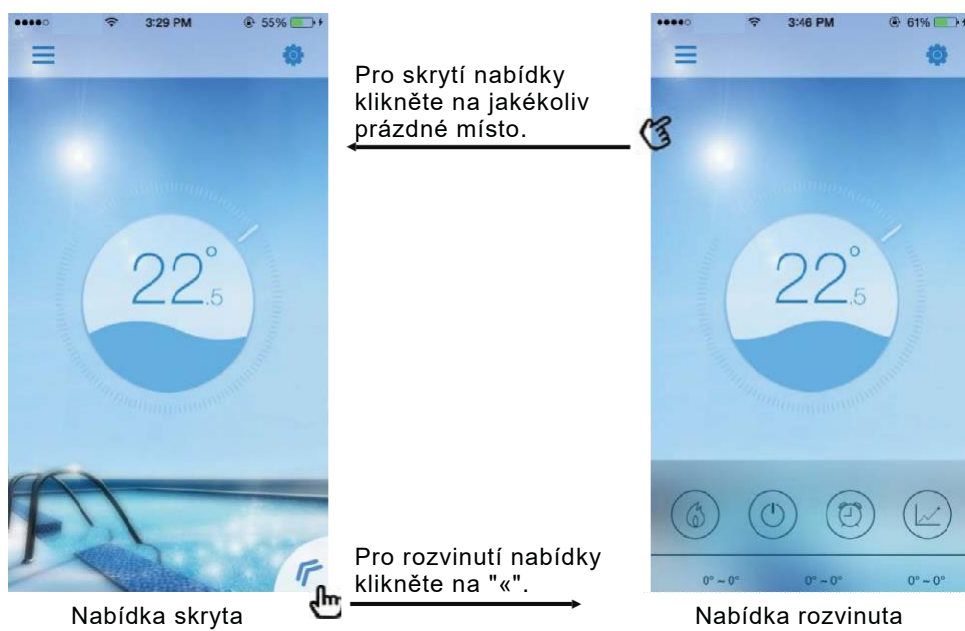 3:29 PM
55%
22°.5
Nabídka skryta
Pro skrytí nabídky
klikněte na jakékoliv
prázdné místo.
Pro rozvinutí nabídky
klikněte na "«".
3:46 PM
61%
22°.5
0° ~ 0° 0° ~ 0° 0° ~ 0°
Nabídka rozvinuta